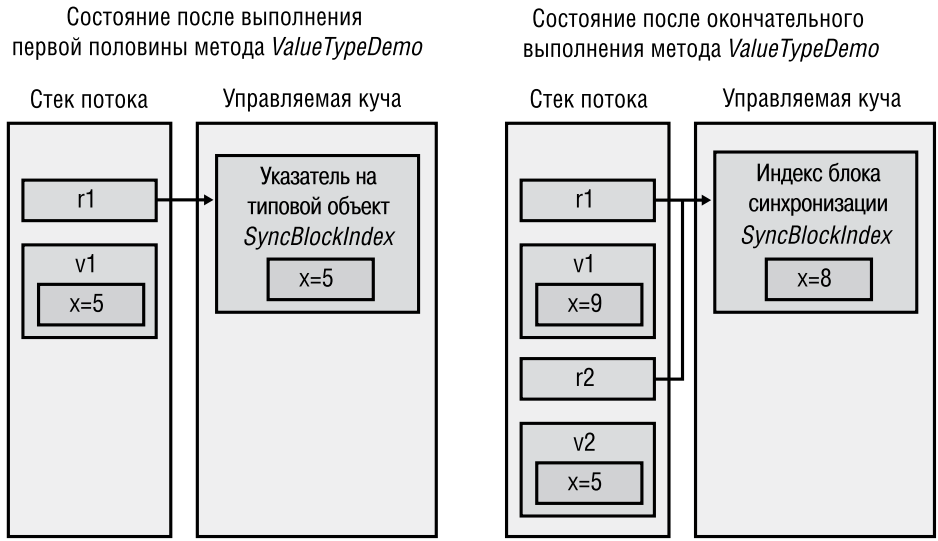 Состояние после выполнения
первой половины метода ValueTypeDemo
Стек потока
Управляемая куча
r1
Указатель на
типовой объект
SyncBlockIndex
x=5
v1
x=5
Состояние после окончательного
выполнения метода ValueTypeDemo
Стек потока
Управляемая куча
r1
Индекс блока
синхронизации
SyncBlockIndex
x=8
v1
x=9
r2
v2
x=5